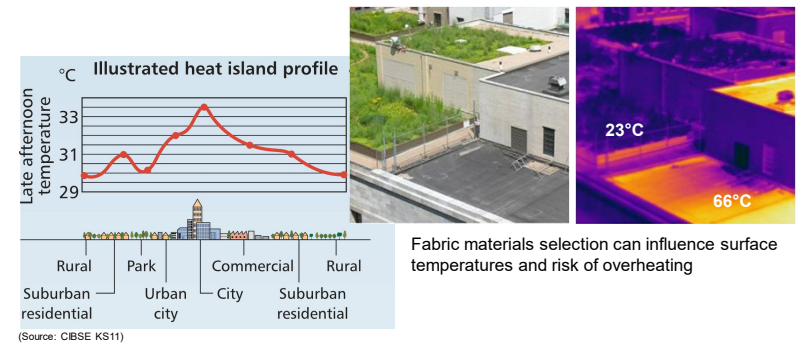 °C
Illustrated heat island profile
Late afternoon
temperature
33
31
29
Rural
Park
Commercial
Rural
Suburban
residential
Urban
city
City
Suburban
residential
(Source: CIBSE KS11)
23°C
66°C
Fabric materials selection can influence surface
temperatures and risk of overheating